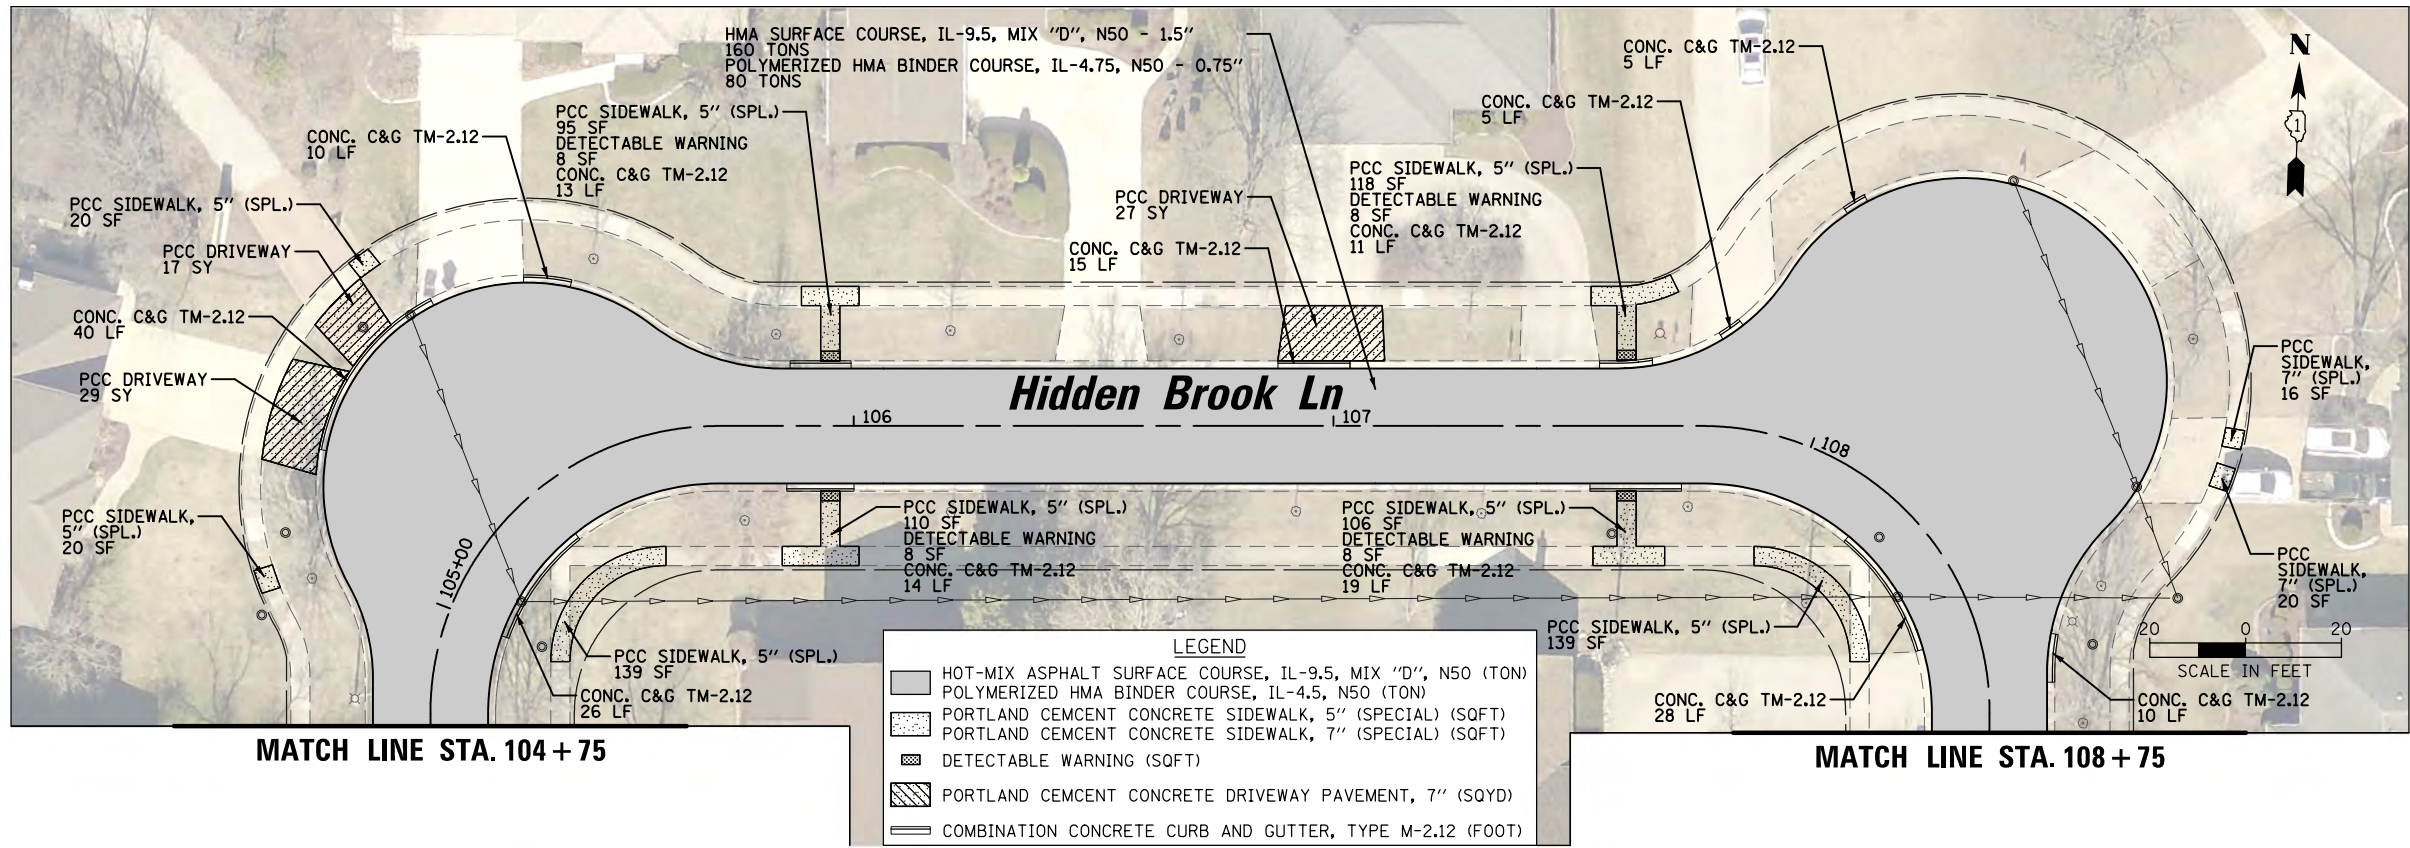 HMA SURFACE COURSE, IL-9.5, MIX "D", N50 - 1.5"
160 TONS
POLYMERIZED HMA BINDER COURSE, IL-4.75, N50 - 0.75"
80 TONS
CONC. C&G TM-2.12
5 LF
N
1
CONC. C&G TM-2.12
5 LF
PCC SIDEWALK, 5" (SPL.)
95 SF
DETECTABLE WARNING
8 SF
CONC. C&G TM-2.12
13 LF
CONC. C&G TM-2.12
10 LF
PCC SIDEWALK, 5" (SPL.)
118 SF
DETECTABLE WARNING
8 SF
CONC. C&G TM-2.12
11 LF
PCC DRIVEWAY
27 SY
CONC. C&G TM-2.12
15 LF
PCC SIDEWALK, 5" (SPL.)
20 SF
PCC DRIVEWAY
17 SY
CONC. C&G TM-2.12
40 LF
PCC DRIVEWAY
29 SY
PCC
SIDEWALK,
7" (SPL.)
16 SF
Hidden Brook Ln
106
107
108
105+00
PCC SIDEWALK,
5" (SPL.)
20 SF
PCC SIDEWALK, 5" (SPL.)
110 SF
DETECTABLE WARNING
8 SF
CONC. C&G TM-2.12
14 LF
PCC SIDEWALK, 5" (SPL.)
106 SF
DETECTABLE WARNING
8 SF
CONC. C&G TM-2.12
19 LF
PCC
SIDEWALK,
7" (SPL.)
20 SF
PCC SIDEWALK, 5" (SPL.)
139 SF
CONC. C&G TM-2.12
26 LF
PCC SIDEWALK, 5" (SPL.)
139 SF
20 0 20
SCALE IN FEET
CONC. C&G TM-2.12
28 LF
CONC. C&G TM-2.12
10 LF
LEGEND
HOT-MIX ASPHALT SURFACE COURSE, IL-9.5, MIX "D", N50 (TON)
POLYMERIZED HMA BINDER COURSE, IL-4.5, N50 (TON)
PORTLAND CEMCENT CONCRETE SIDEWALK, 5" (SPECIAL) (SQFT)
PORTLAND CEMCENT CONCRETE SIDEWALK, 7" (SPECIAL) (SQFT)
DETECTABLE WARNING (SQFT)
PORTLAND CEMCENT CONCRETE DRIVEWAY PAVEMENT, 7" (SQYD)
COMBINATION CONCRETE CURB AND GUTTER, TYPE M-2.12 (FOOT)
MATCH LINE STA. 104+75
MATCH LINE STA. 108+75